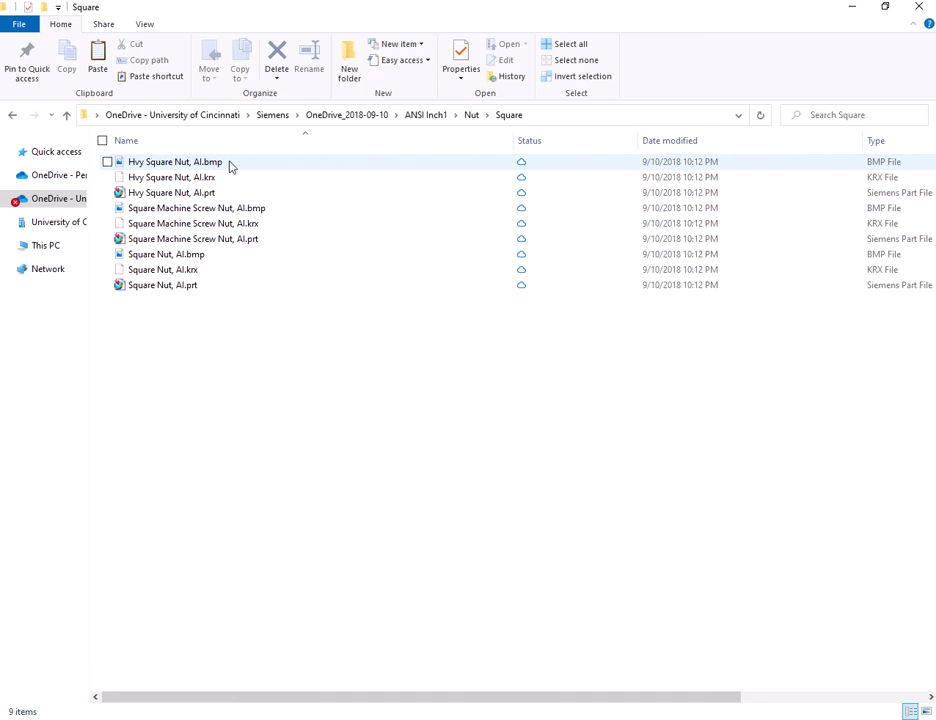 Square
File Home Share View
Pin to Quick access
Copy
Paste
Cut
Copy path
Paste shortcut
Clipboard
Move to
Copy to
Delete
Rename
Organize
New folder
New item
Easy access
New
Properties
Open
Edit
History
Open
Select all
Select none
Invert selection
Select
OneDrive - University of Cincinnati > Siemens > OneDrive_2018-09-10 > ANSI Inch1 > Nut > Square
Search Square
Name Status Date modified Type
Quick access
OneDrive - Per
OneDrive - Un
University of C
This PC
Network
Hvy Square Nut, AI.bmp 9/10/2018 10:12 PM BMP File
Hvy Square Nut, AI.krx 9/10/2018 10:12 PM KRX File
Hvy Square Nut, AI.prt 9/10/2018 10:12 PM Siemens Part File
Square Machine Screw Nut, AI.bmp 9/10/2018 10:12 PM BMP File
Square Machine Screw Nut, AI.krx 9/10/2018 10:12 PM KRX File
Square Machine Screw Nut, AI.prt 9/10/2018 10:12 PM Siemens Part File
Square Nut, AI.bmp 9/10/2018 10:12 PM BMP File
Square Nut, AI.krx 9/10/2018 10:12 PM KRX File
Square Nut, AI.prt 9/10/2018 10:12 PM Siemens Part File
9 items